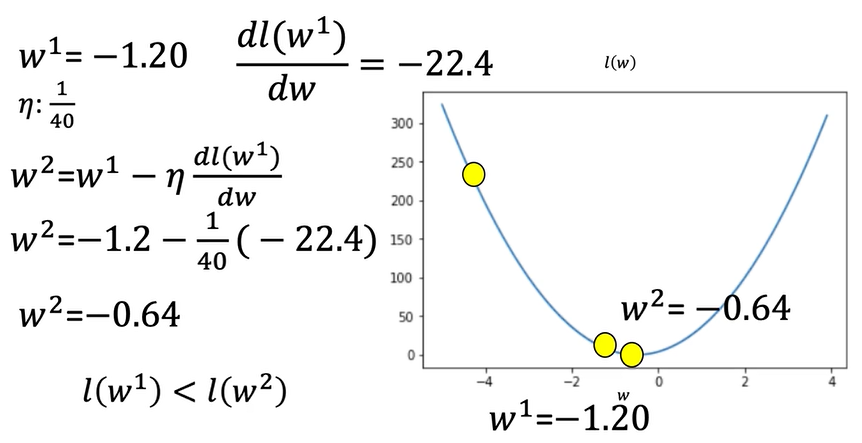 w¹= −1.20
dl(w¹)/dw = −22.4
l(w)
η: 1/40
w²=w¹ − η dl(w¹)/dw
w²=−1.2 − 1/40 ( − 22.4)
w²=−0.64
l(w¹) < l(w²)
300
250
200
150
100
50
0
w²= −0.64
−4
−2
0
2
4
w
w¹=−1.20